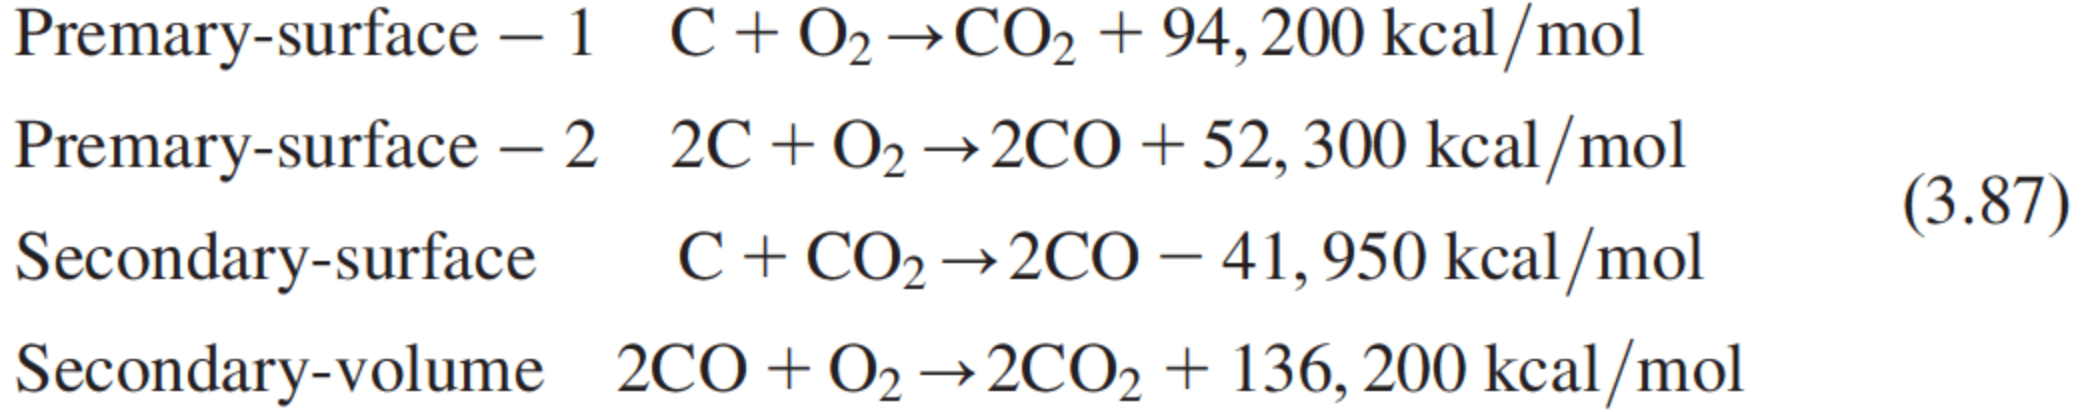 Premary-surface − 1 C + O₂ → CO₂ + 94, 200 kcal/mol
Premary-surface − 2 2C + O₂ → 2CO + 52, 300 kcal/mol
(3.87)
Secondary-surface C + CO₂ → 2CO − 41, 950 kcal/mol
Secondary-volume 2CO + O₂ → 2CO₂ + 136, 200 kcal/mol